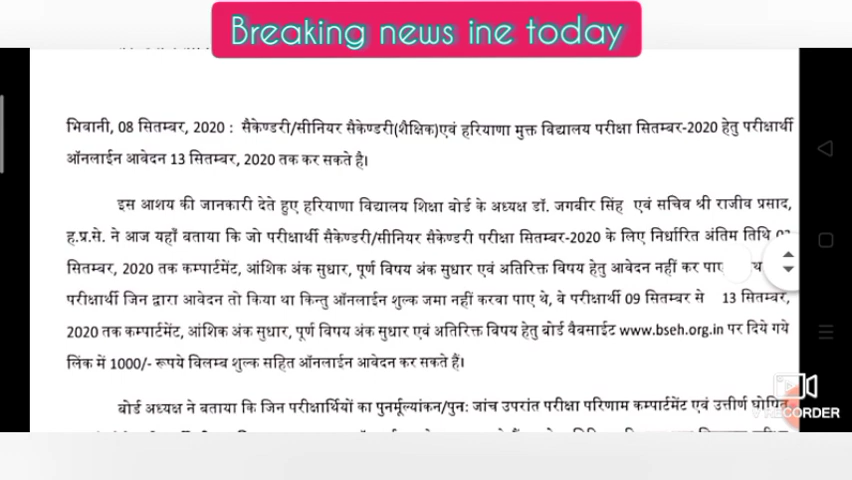 Breaking news ine today
भिवानी, 08 सितम्बर, 2020 : सैकेण्डरी/सीनियर सैकेण्डरी(शैक्षिक)एवं हरियाणा मुक्त विद्यालय परीक्षा सितम्बर-2020 हेतु परीक्षार्थी
ऑनलाईन आवेदन 13 सितम्बर, 2020 तक कर सकते है।
इस आशय की जानकारी देते हुए हरियाणा विद्यालय शिक्षा बोर्ड के अध्यक्ष डॉ. जगबीर सिंह एवं सचिव श्री राजीव प्रसाद,
ह.प्र.से. ने आज यहाँ बताया कि जो परीक्षार्थी सैकेण्डरी/सीनियर सैकेण्डरी परीक्षा सितम्बर-2020 के लिए निर्धारित अंतिम तिथि
सितम्बर, 2020 तक कम्पार्टमेंट, आंशिक अंक सुधार, पूर्ण विषय अंक सुधार एवं अतिरिक्त विषय हेतु आवेदन नहीं कर पाए
परीक्षार्थी जिन द्वारा आवेदन तो किया था किन्तु ऑनलाईन शुल्क जमा नहीं करवा पाए थे, वे परीक्षार्थी 09 सितम्बर से 13 सितम्बर,
2020 तक कम्पार्टमेंट, आंशिक अंक सुधार, पूर्ण विषय अंक सुधार एवं अतिरिक्त विषय हेतु बोर्ड वैबसाईट www.bseh.org.in पर दिये गये
लिंक में 1000/- रूपये विलम्ब शुल्क सहित ऑनलाईन आवेदन कर सकते हैं।
बोर्ड अध्यक्ष ने बताया कि जिन परीक्षार्थियों का पुनर्मूल्यांकन/पुन: जांच उपरांत परीक्षा परिणाम कम्पार्टमेंट एवं उत्तीर्ण घोषित
RECORDER